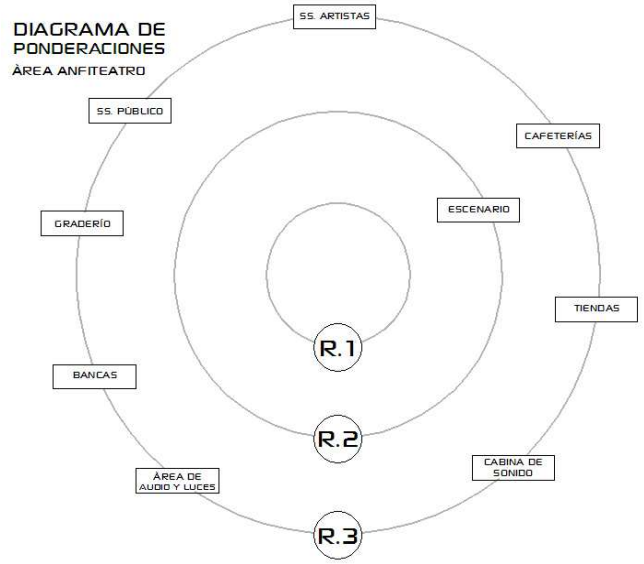 DIAGRAMA DE
PONDERACIONES
ÀREA ANFITEATRO
SS. ARTISTAS
SS. PÚBLICO
CAFETERÍAS
ESCENARIO
GRADERÍO
TIENDAS
R.1
BANCAS
R.2
CABINA DE
SONIDO
ÁREA DE
AUDIO Y LUCES
R.3